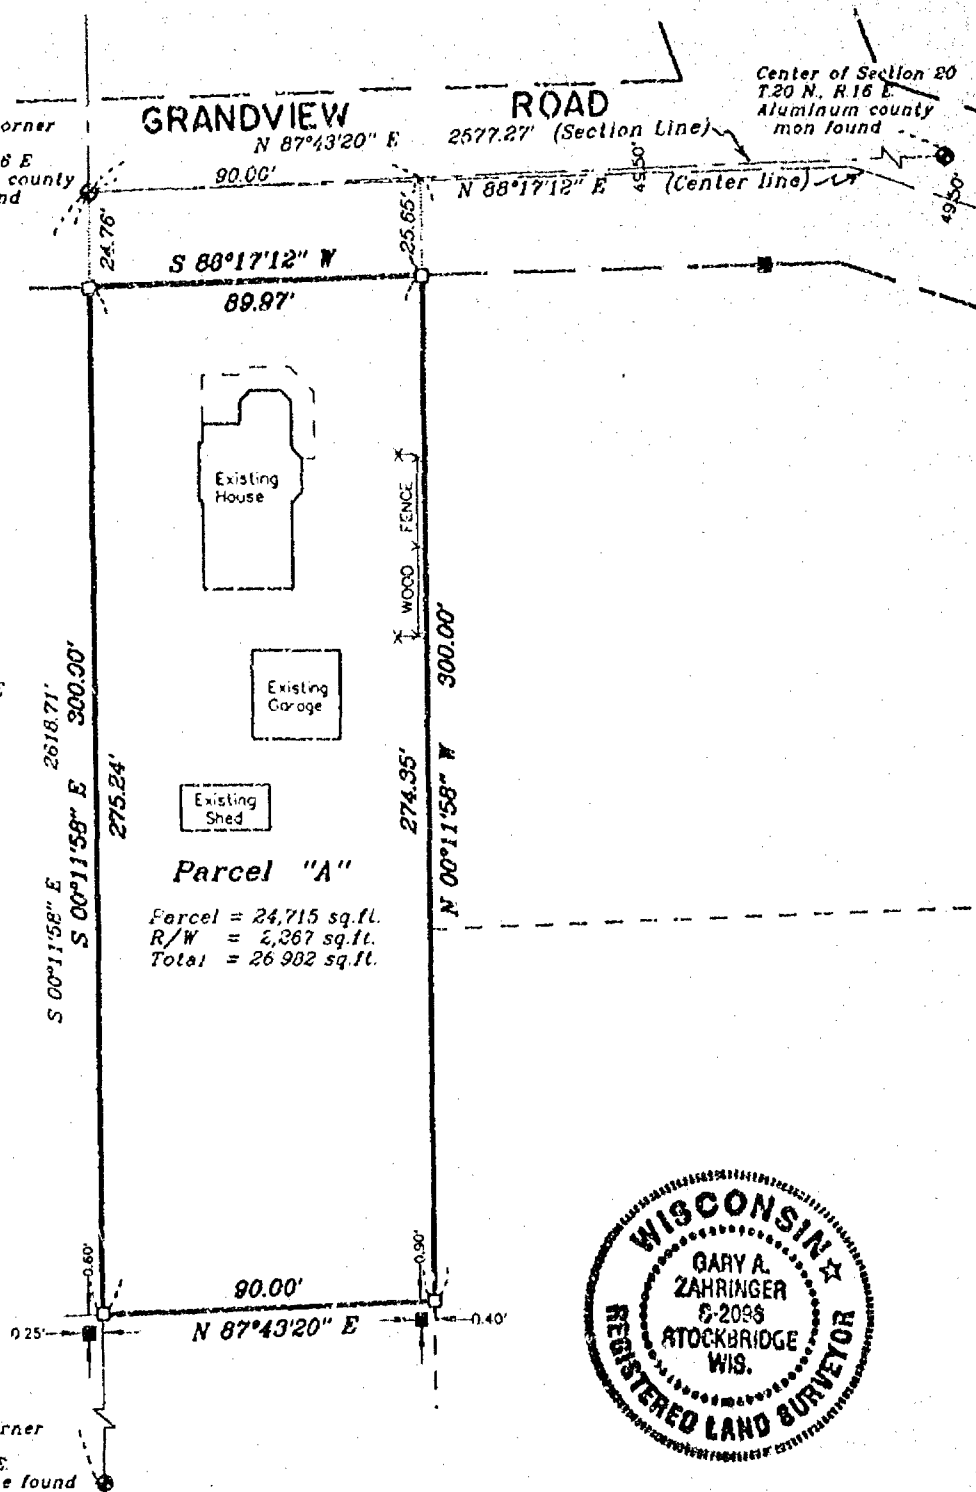 Center of Section 20
T.20 N., R.16 E.
Aluminum county
mon found
GRANDVIEW ROAD
orner
6 E
county
nd
N 87°43'20" E 2577.27' (Section Line)
90.00'
N 88°17'12" E (Center line)
49.50'
49.50'
24.76'
25.65'
S 88°17'12" W
89.97'
Existing
House
WOOD FENCE
Existing
Garage
Existing
Shed
S 00°11'58" E 2618.71'
S 00°11'58" E 300.00'
275.24'
274.35'
N 00°11'58" W 300.00'
Parcel "A"
Parcel = 24,715 sq.ft.
R/W = 2,267 sq.ft.
Total = 26 982 sq.ft.
0.60'
0.90'
90.00'
N 87°43'20" E
0.25'
0.40'
WISCONSIN
GARY A.
ZAHRINGER
S-2098
STOCKBRIDGE
WIS.
REGISTERED LAND SURVEYOR
rner
E.
e found